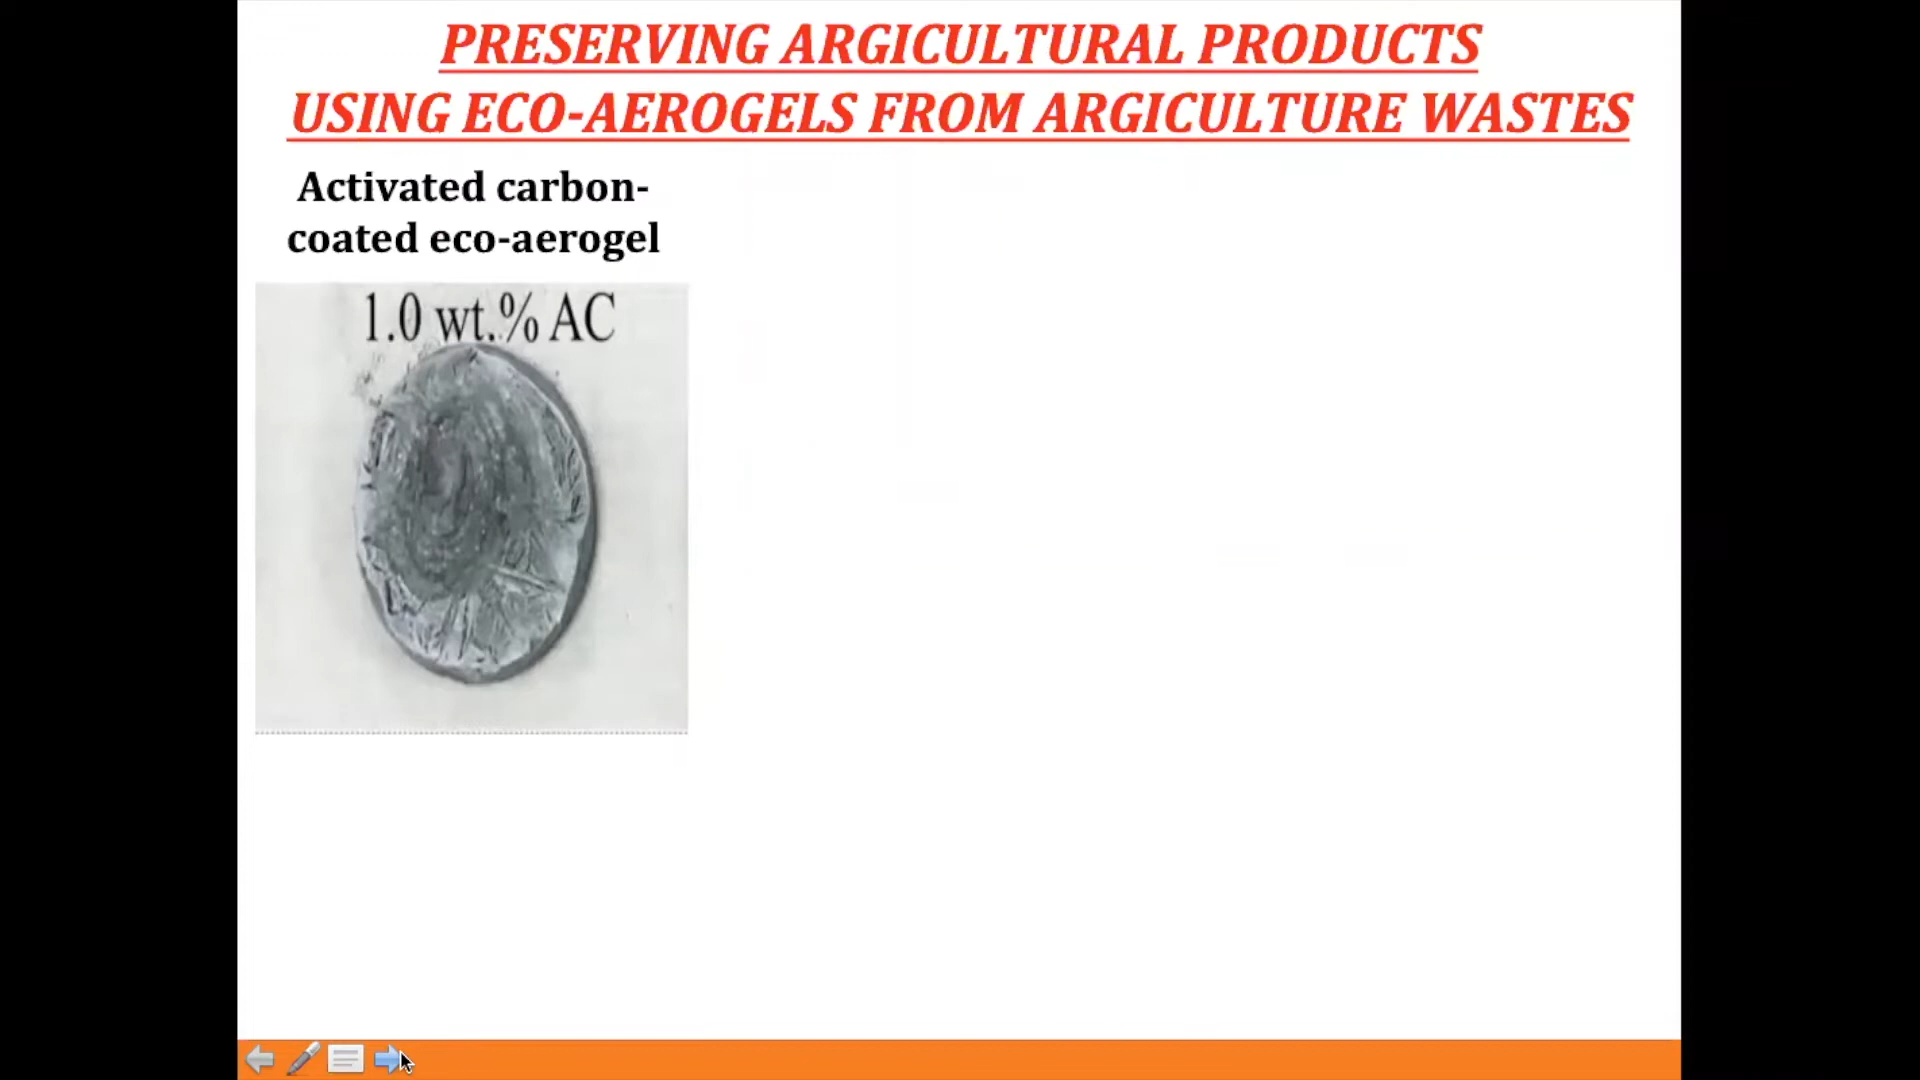 PRESERVING ARGICULTURAL PRODUCTS
USING ECO-AEROGELS FROM ARGICULTURE WASTES
Activated carbon-
coated eco-aerogel
1.0 wt.% AC